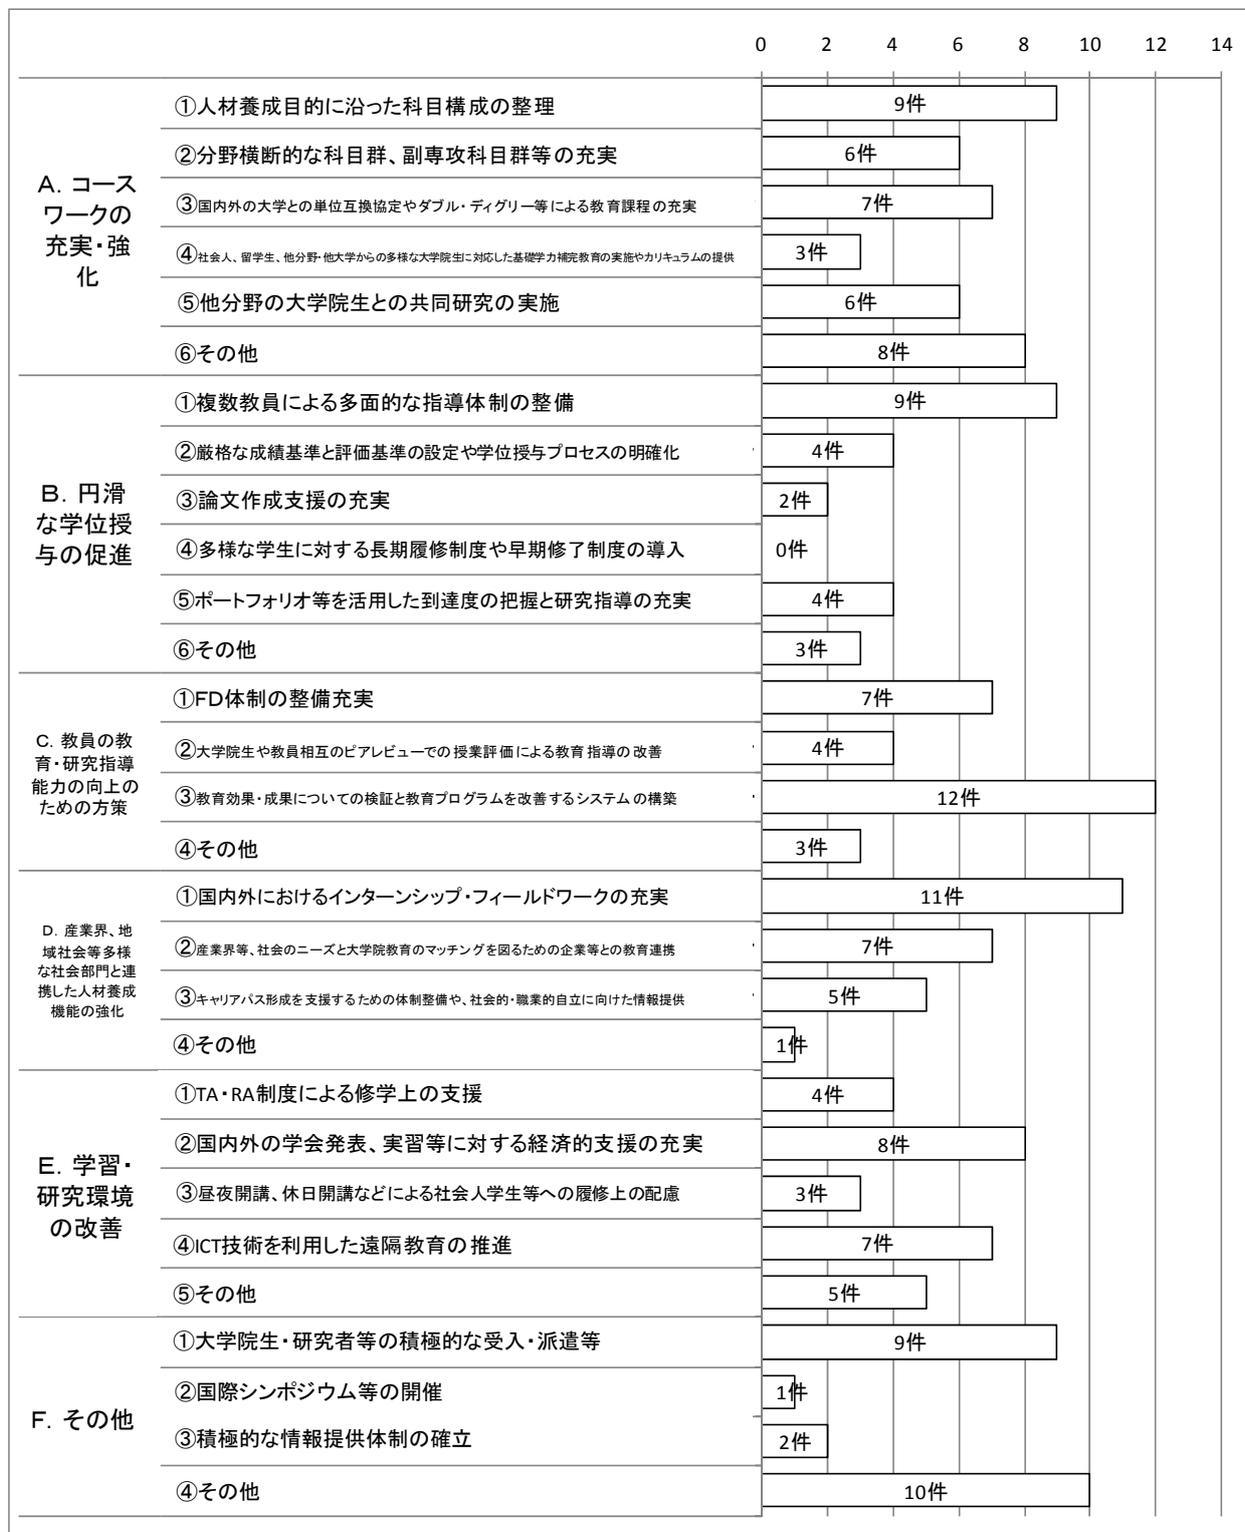 0 2 4 6 8 10 12 14
A. コース
ワークの
充実・強
化
①人材養成目的に沿った科目構成の整理 9件
②分野横断的な科目群、副専攻科目群等の充実 6件
③国内外の大学との単位互換協定やダブル・ディグリー等による教育課程の充実 7件
④社会人、留学生、他分野・他大学からの多様な大学院生に対応した基礎学力補完教育の実施やカリキュラムの提供 3件
⑤他分野の大学院生との共同研究の実施 6件
⑥その他 8件
B. 円滑
な学位授
与の促進
①複数教員による多面的な指導体制の整備 9件
②厳格な成績基準と評価基準の設定や学位授与プロセスの明確化 4件
③論文作成支援の充実 2件
④多様な学生に対する長期履修制度や早期修了制度の導入 0件
⑤ポートフォリオ等を活用した到達度の把握と研究指導の充実 4件
⑥その他 3件
C. 教員の教
育・研究指導
能力の向上の
ための方策
①FD体制の整備充実 7件
②大学院生や教員相互のピアレビューでの授業評価による教育指導の改善 4件
③教育効果・成果についての検証と教育プログラムを改善するシステムの構築 12件
④その他 3件
D. 産業界、地
域社会等多様
な社会部門と連
携した人材養成
機能の強化
①国内外におけるインターンシップ・フィールドワークの充実 11件
②産業界等、社会のニーズと大学院教育のマッチングを図るための企業等との教育連携 7件
③キャリアパス形成を支援するための体制整備や、社会的・職業的自立に向けた情報提供 5件
④その他 1件
E. 学習・
研究環境
の改善
①TA・RA制度による修学上の支援 4件
②国内外の学会発表、実習等に対する経済的支援の充実 8件
③昼夜開講、休日開講などによる社会人学生等への履修上の配慮 3件
④ICT技術を利用した遠隔教育の推進 7件
⑤その他 5件
F. その他
①大学院生・研究者等の積極的な受入・派遣等 9件
②国際シンポジウム等の開催 1件
③積極的な情報提供体制の確立 2件
④その他 10件